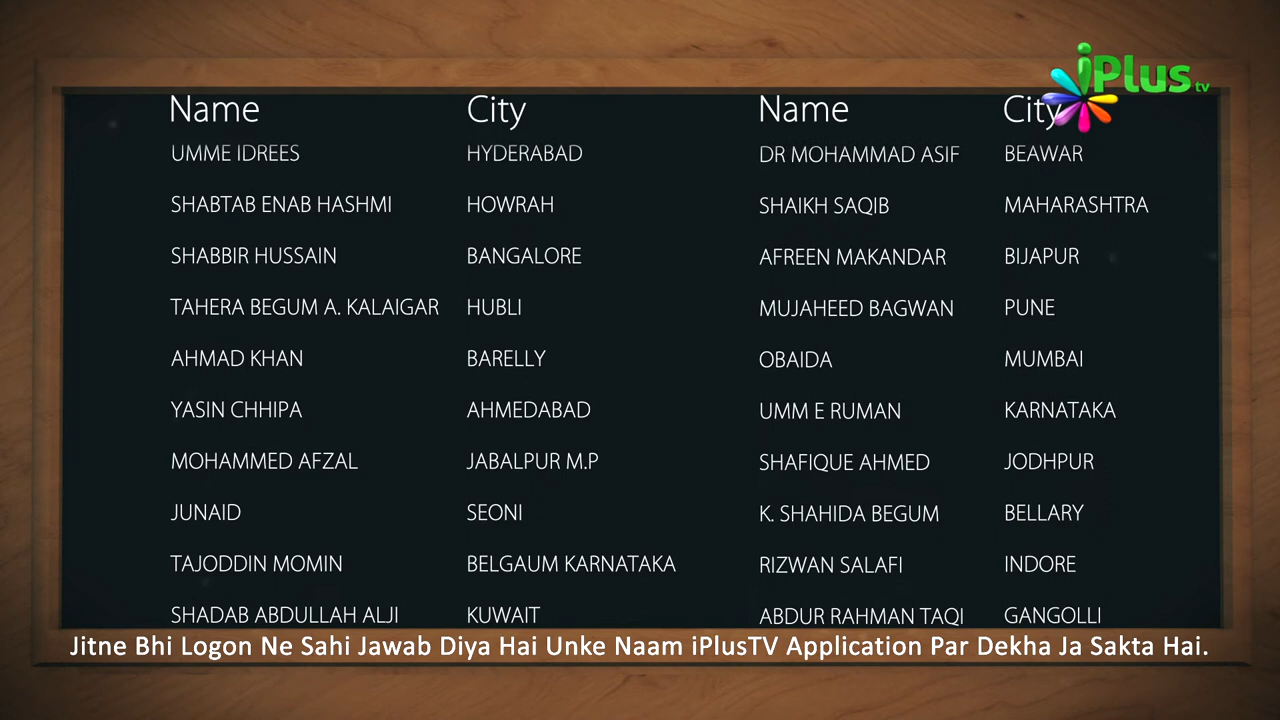 iPlus tv
Name City Name City
UMME IDREES HYDERABAD DR MOHAMMAD ASIF BEAWAR
SHABTAB ENAB HASHMI HOWRAH SHAIKH SAQIB MAHARASHTRA
SHABBIR HUSSAIN BANGALORE AFREEN MAKANDAR BIJAPUR
TAHERA BEGUM A. KALAIGAR HUBLI MUJAHEED BAGWAN PUNE
AHMAD KHAN BARELLY OBAIDA MUMBAI
YASIN CHHIPA AHMEDABAD UMM E RUMAN KARNATAKA
MOHAMMED AFZAL JABALPUR M.P SHAFIQUE AHMED JODHPUR
JUNAID SEONI K. SHAHIDA BEGUM BELLARY
TAJODDIN MOMIN BELGAUM KARNATAKA RIZWAN SALAFI INDORE
SHADAB ABDULLAH ALJI KUWAIT ABDUR RAHMAN TAQI GANGOLLI
Jitne Bhi Logon Ne Sahi Jawab Diya Hai Unke Naam iPlusTV Application Par Dekha Ja Sakta Hai.